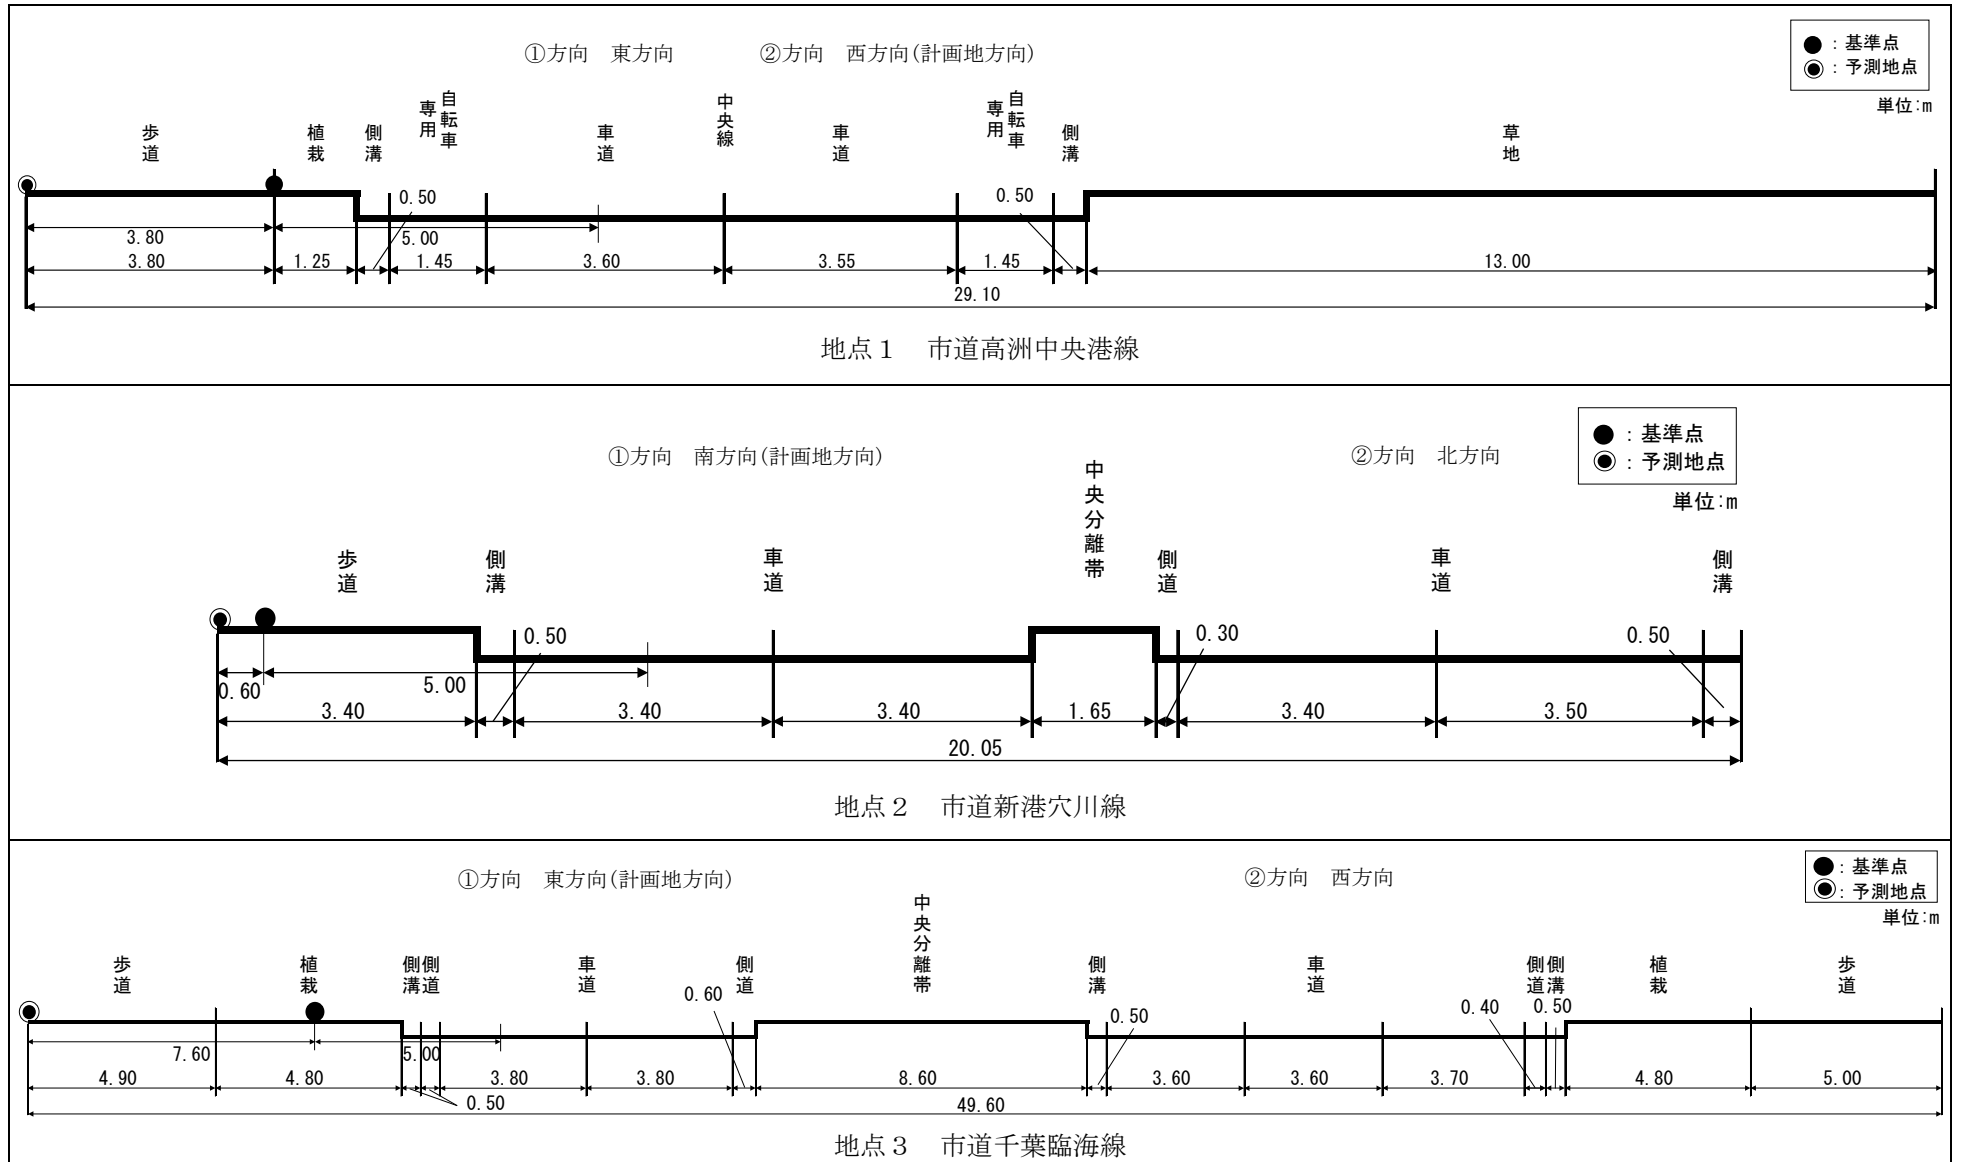 ①方向　東方向　②方向　西方向(計画地方向)
●：基準点
◉：予測地点
単位:m
歩道　植栽　側溝　自転車専用　車道　中央線　車道　自転車専用　側溝　草地
0.50　0.50
3.80　5.00
3.80　1.25　1.45　3.60　3.55　1.45　13.00
29.10
地点１　市道高洲中央港線
①方向　南方向(計画地方向)　②方向　北方向
●：基準点
◉：予測地点
単位:m
歩道　側溝　車道　中央分離帯　側道　車道　側溝
0.50　0.30　0.50
0.60　5.00
3.40　3.40　3.40　1.65　3.40　3.50
20.05
地点２　市道新港穴川線
①方向　東方向(計画地方向)　②方向　西方向
●：基準点
◉：予測地点
単位:m
歩道　植栽　側溝　側道　車道　側道　中央分離帯　側溝　車道　側道　側溝　植栽　歩道
0.60　0.50　0.40　0.50
7.60　5.00
4.90　4.80　3.80　3.80　8.60　3.60　3.60　3.70　4.80　5.00
0.50　49.60
地点３　市道千葉臨海線